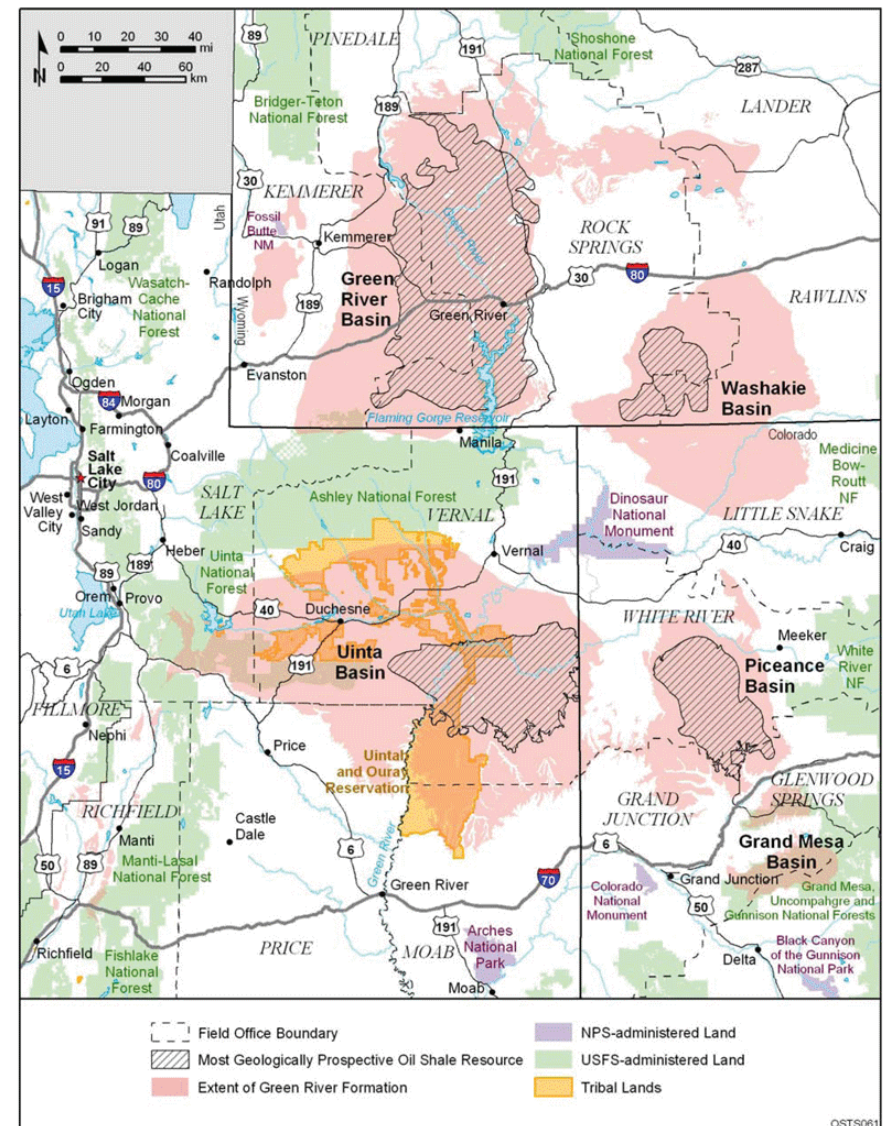 0 10 20 30 40
mi
0 20 40 60
km
N
89
PINEDALE
191
Shoshone
National Forest
287
Bridger-Teton
National Forest
189
LANDER
30
KEMMERER
Utah
Fossil
Butte
NM
Kemmerer
Green River
ROCK
SPRINGS
91
89
Logan
Wasatch-
Cache
National
Forest
Randolph
15
Brigham
City
Wyoming
189
Green
River
Basin
Green River
30
80
RAWLINS
Evanston
Ogden
84
Morgan
Layton
Farmington
Washakie
Basin
Flaming Gorge Reservoir
Manila
Colorado
Coalville
Salt
Lake
City
80
West
Valley
City
West Jordan
Sandy
SALT
LAKE
Ashley National Forest
VERNAL
191
Dinosaur
National
Monument
Medicine
Bow-
Routt
NF
LITTLE SNAKE
Craig
40
Heber
Uinta
National
Forest
Vernal
89
189
Orem
Provo
Utah Lake
40
Duchesne
WHITE RIVER
Meeker
6
191
Uinta
Basin
Piceance
Basin
White
River
NF
FILLMORE
Nephi
Price
Uintah
and Ouray
Reservation
15
RICHFIELD
Castle
Dale
GRAND
JUNCTION
GLENWOOD
SPRINGS
Manti
50
89
Manti-Lasal
National
Forest
6
Green River
Green River
6
70
Grand Mesa
Basin
Grand Junction
Colorado
National
Monument
50
Grand Mesa,
Uncompahgre and
Gunnison National Forests
Richfield
Fishlake
National
Forest
PRICE
191
MOAB
Arches
National
Park
Moab
Delta
Black Canyon
of the Gunnison
National Park
Field Office Boundary
Most Geologically Prospective Oil Shale Resource
Extent of Green River Formation
NPS-administered Land
USFS-administered Land
Tribal Lands
OSTS061